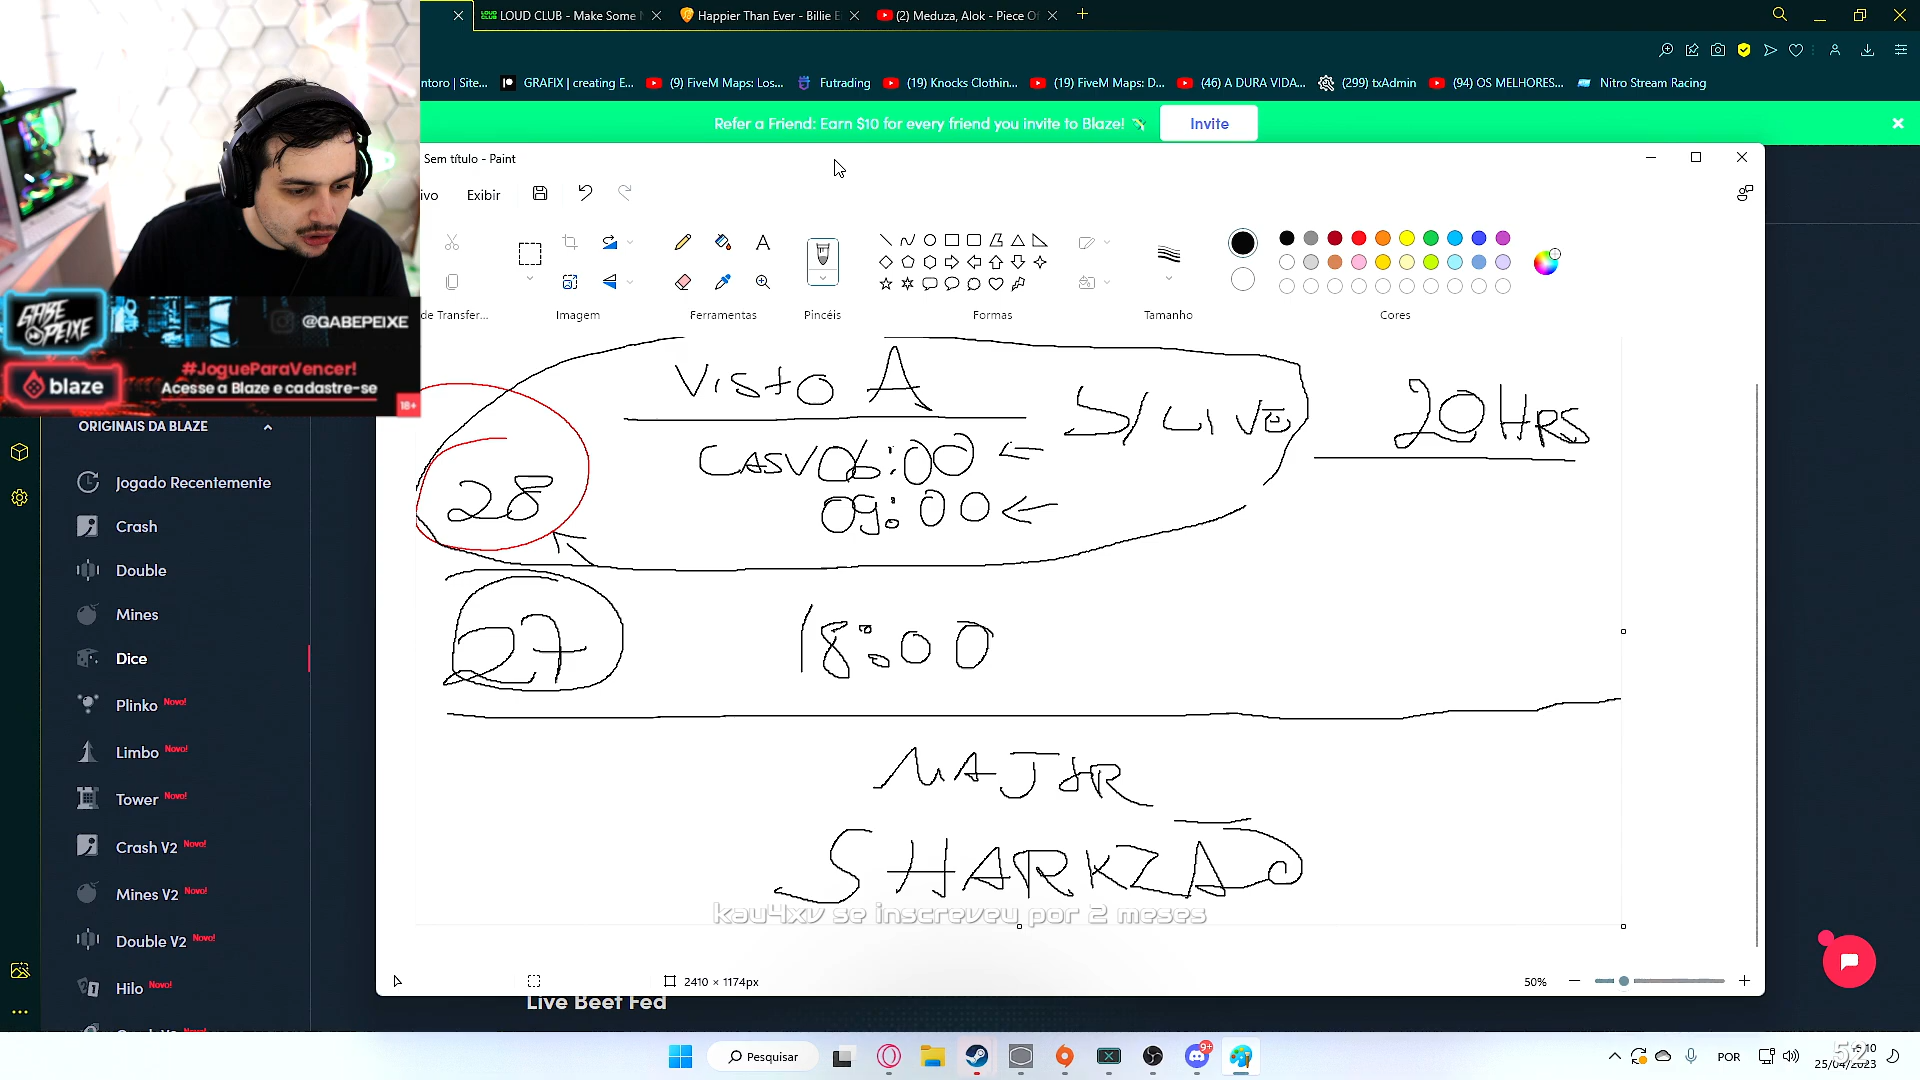 LOUD CLUB - Make Some
Happier Than Ever - Billie E
(2) Meduza, Alok - Piece Of
ntoro | Site...
GRAFIX | creating E...
(9) FiveM Maps: Los...
Futrading
(19) Knocks Clothin...
(19) FiveM Maps: D...
(46) A DURA VIDA...
(299) txAdmin
(94) OS MELHORES...
Nitro Stream Racing
Refer a Friend: Earn $10 for every friend you invite to Blaze!
Invite
Sem título - Paint
ivo
Exibir
de Transfer...
Imagem
Ferramentas
Pincéis
Formas
Tamanho
Cores
GABE PEIXE
@GABEPEIXE
#JogueParaVencer!
blaze
Acesse a Blaze e cadastre-se
18+
VISTO A
S/ LIVE
20 HRS
28
06:00
09:00
27
18:00
MAJOR
SHARKZAO
kau4xv se inscreveu por 2 meses
ORIGINAIS DA BLAZE
Jogado Recentemente
Crash
Double
Mines
Dice
Plinko Novo!
Limbo Novo!
Tower Novo!
Crash V2 Novo!
Mines V2 Novo!
Double V2 Novo!
Hilo Novo!
2410 × 1174px
50%
Live Beef Fed
Pesquisar
9+
POR
25/04/2023